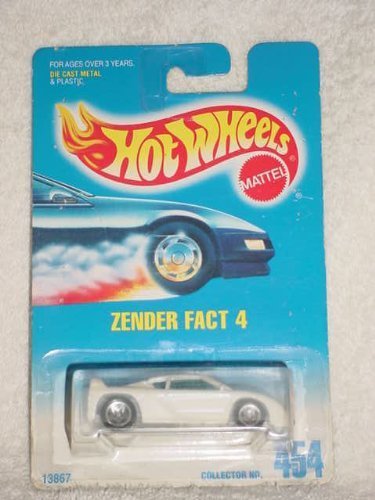 FOR AGES OVER 3 YEARS.
DIE CAST METAL
& PLASTIC.
HOT WHEELS
MATTEL
®
ZENDER FACT 4
13867
COLLECTOR NO. 454